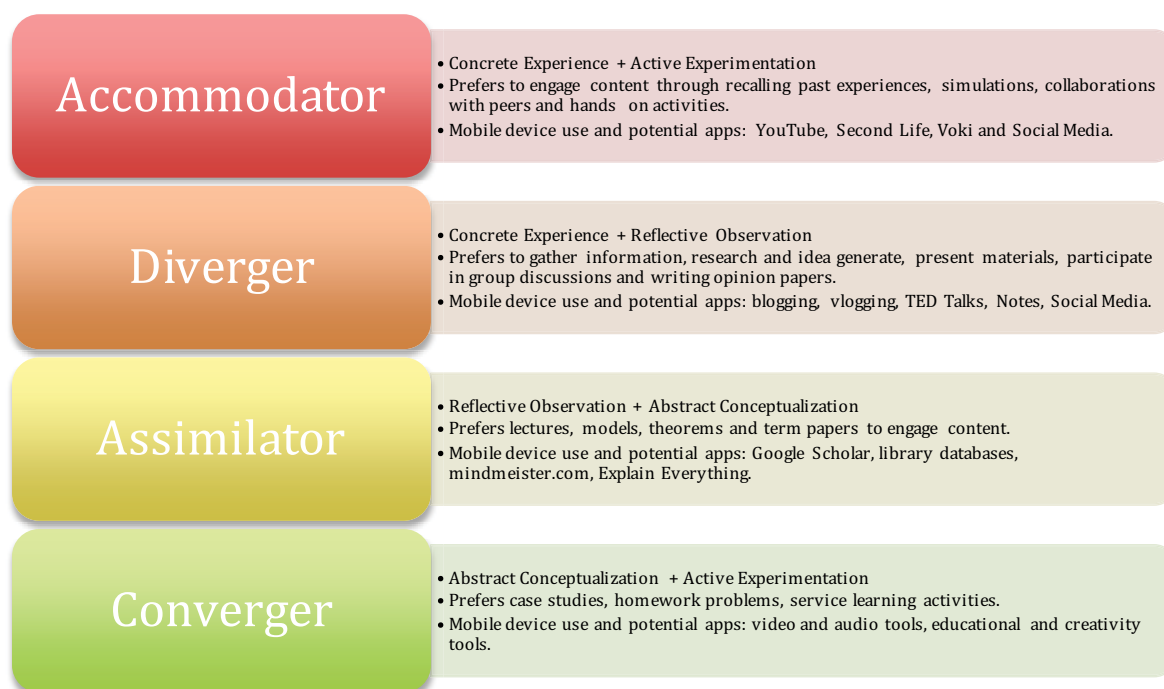 Accommodator
• Concrete Experience + Active Experimentation
• Prefers to engage content through recalling past experiences, simulations, collaborations
with peers and hands on activities.
• Mobile device use and potential apps: YouTube, Second Life, Voki and Social Media.
Diverger
• Concrete Experience + Reflective Observation
• Prefers to gather information, research and idea generate, present materials, participate
in group discussions and writing opinion papers.
• Mobile device use and potential apps: blogging, vlogging, TED Talks, Notes, Social Media.
Assimilator
• Reflective Observation + Abstract Conceptualization
• Prefers lectures, models, theorems and term papers to engage content.
• Mobile device use and potential apps: Google Scholar, library databases,
mindmeister.com, Explain Everything.
Converger
• Abstract Conceptualization + Active Experimentation
• Prefers case studies, homework problems, service learning activities.
• Mobile device use and potential apps: video and audio tools, educational and creativity
tools.